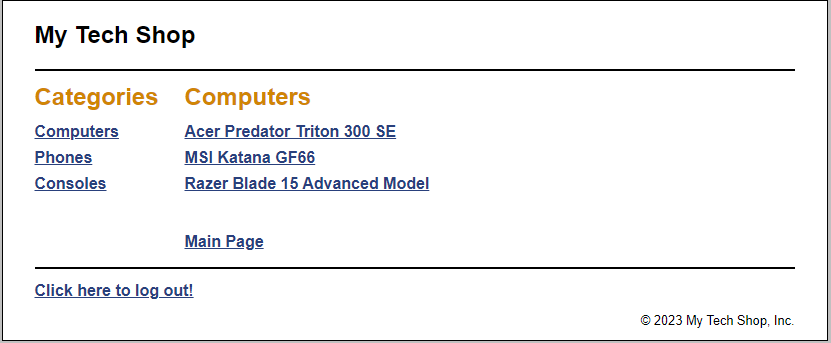 My Tech Shop
Categories
Computers
Phones
Consoles
Computers
Acer Predator Triton 300 SE
MSI Katana GF66
Razer Blade 15 Advanced Model
Main Page
Click here to log out!
© 2023 My Tech Shop, Inc.